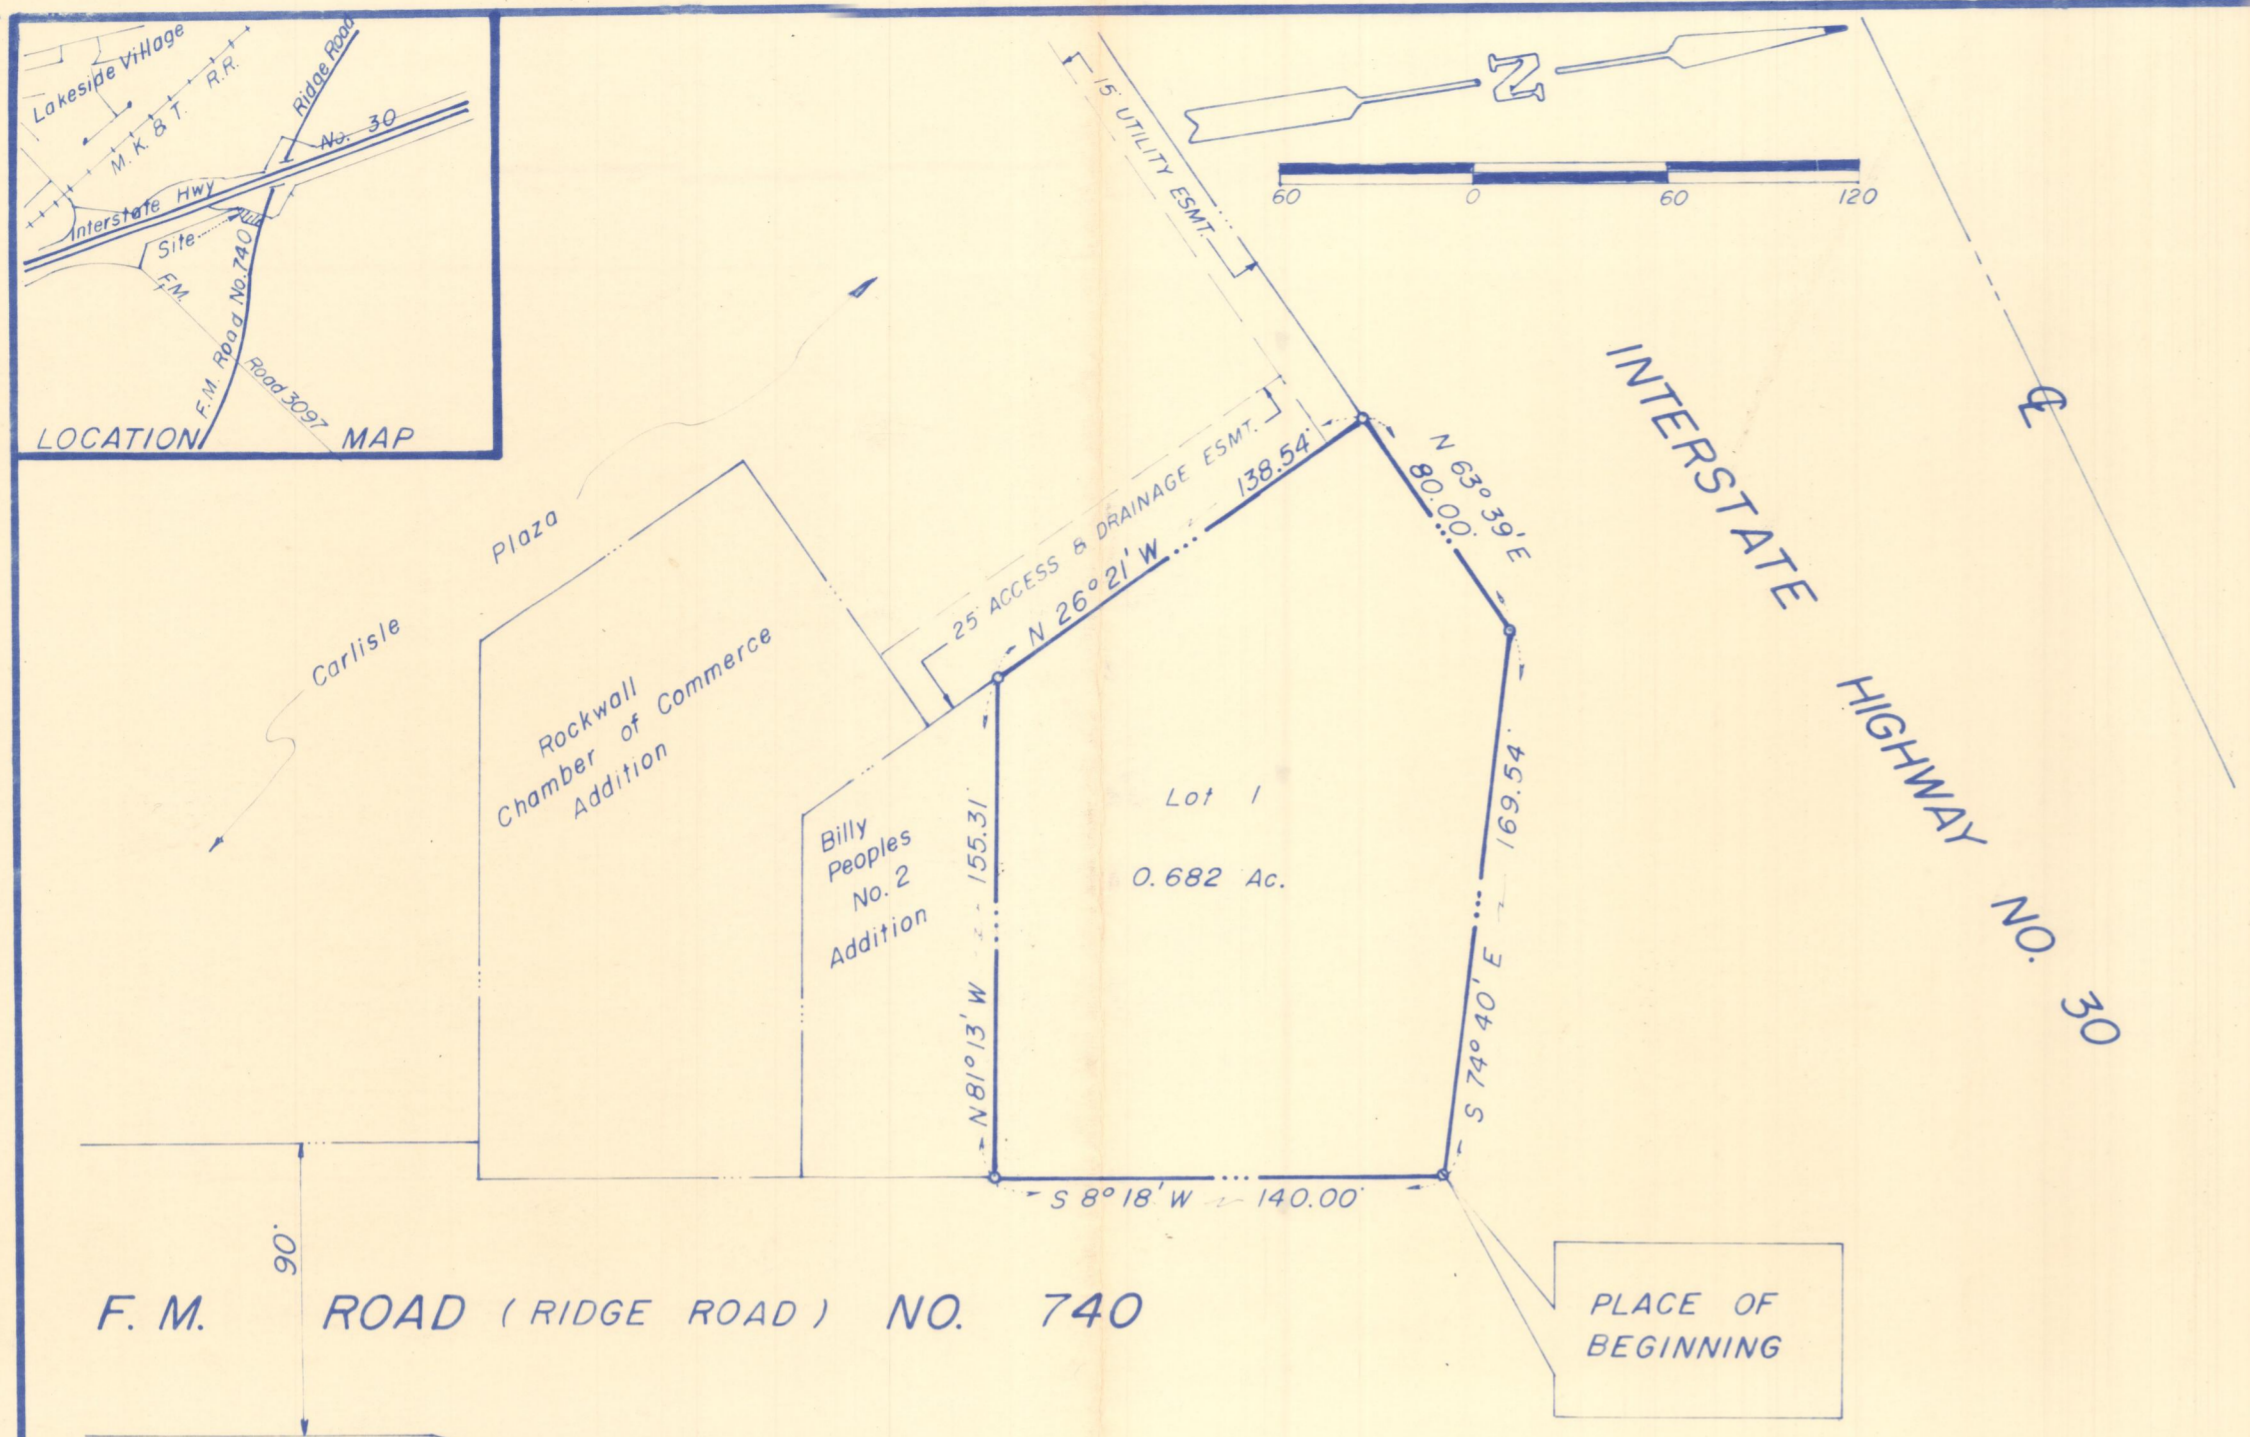 Lakeside Village
M. K. & T. R.R.
Ridge Road
No. 30
Interstate Hwy
Site
F.M.
Road 3097
F.M. Road No. 740
LOCATION MAP
N
60 0 60 120
15' UTILITY ESMT.
INTERSTATE HIGHWAY NO. 30
℄
Carlisle Plaza
25' ACCESS & DRAINAGE ESMT.
N 26° 21' W 138.54'
N 63° 39' E
80.00'
Rockwall
Chamber of Commerce
Addition
Billy
Peoples
No. 2
Addition
N 81° 13' W 155.31'
Lot 1
0.682 Ac.
S 74° 40' E 169.54'
S 8° 18' W 140.00'
90'
F. M. ROAD (RIDGE ROAD) NO. 740
PLACE OF
BEGINNING